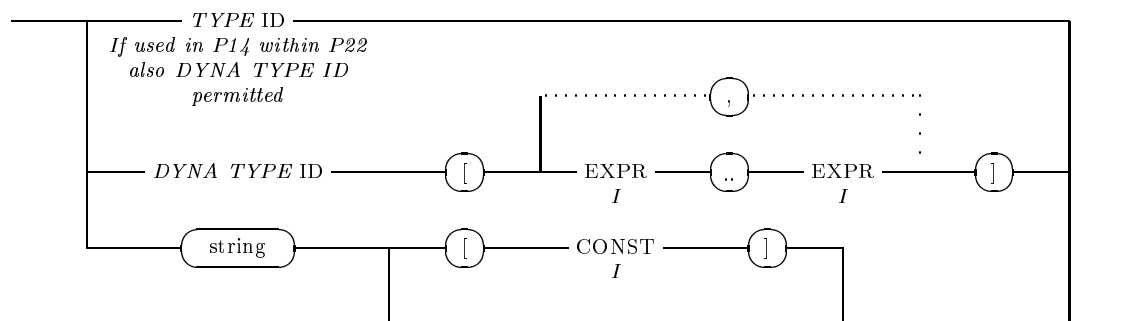 TYPE ID
If used in P14 within P22
also DYNA TYPE ID
permitted
,
DYNA TYPE ID [ EXPR .. EXPR ]
I I
string [ CONST ]
I